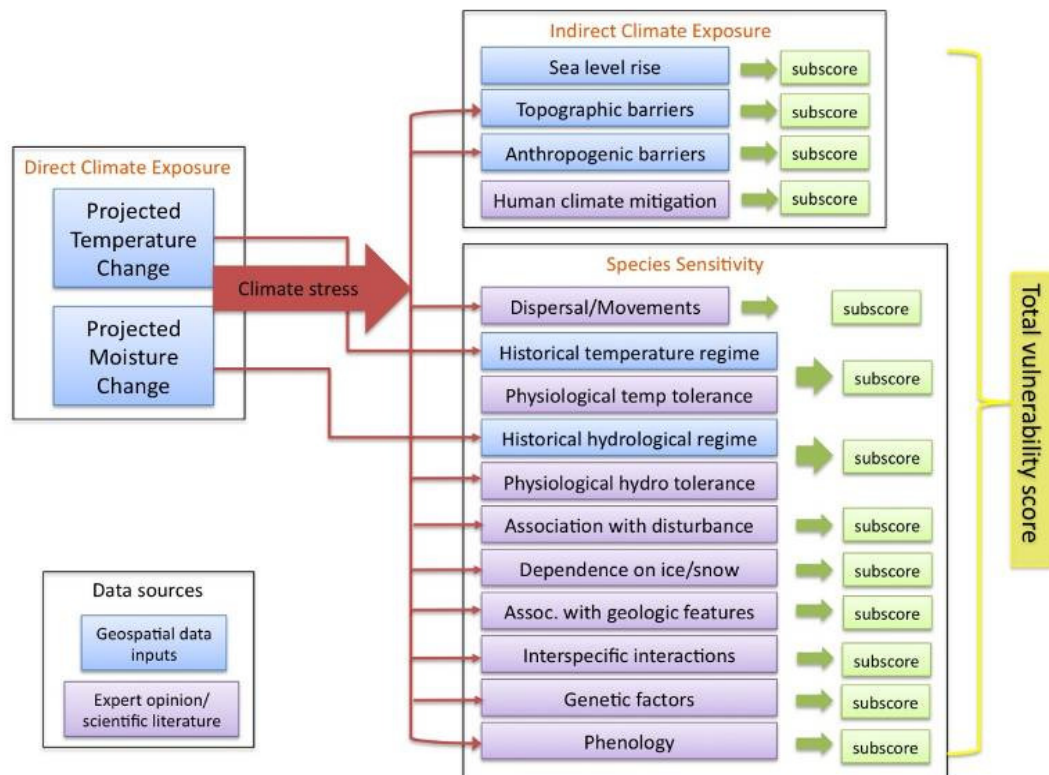 Indirect Climate Exposure
Sea level rise
subscore
Topographic barriers
subscore
Anthropogenic barriers
subscore
Human climate mitigation
subscore
Direct Climate Exposure
Projected
Temperature
Change
Projected
Moisture
Change
Climate stress
Species Sensitivity
Dispersal/Movements
subscore
Historical temperature regime
Physiological temp tolerance
subscore
Historical hydrological regime
Physiological hydro tolerance
subscore
Association with disturbance
subscore
Dependence on ice/snow
subscore
Assoc. with geologic features
subscore
Interspecific interactions
subscore
Genetic factors
subscore
Phenology
subscore
Total vulnerability score
Data sources
Geospatial data
inputs
Expert opinion/
scientific literature